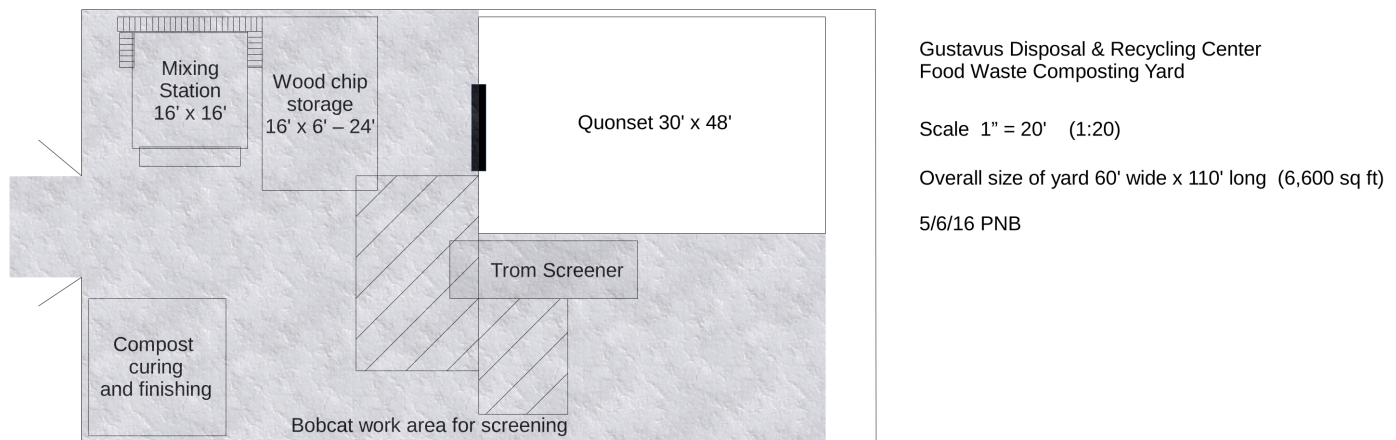 Mixing
Station
16' x 16'
Wood chip
storage
16' x 6' – 24'
Quonset 30' x 48'
Trom Screener
Compost
curing
and finishing
Bobcat work area for screening
Gustavus Disposal & Recycling Center
Food Waste Composting Yard
Scale  1” = 20'    (1:20)
Overall size of yard 60' wide x 110' long  (6,600 sq ft)
5/6/16 PNB